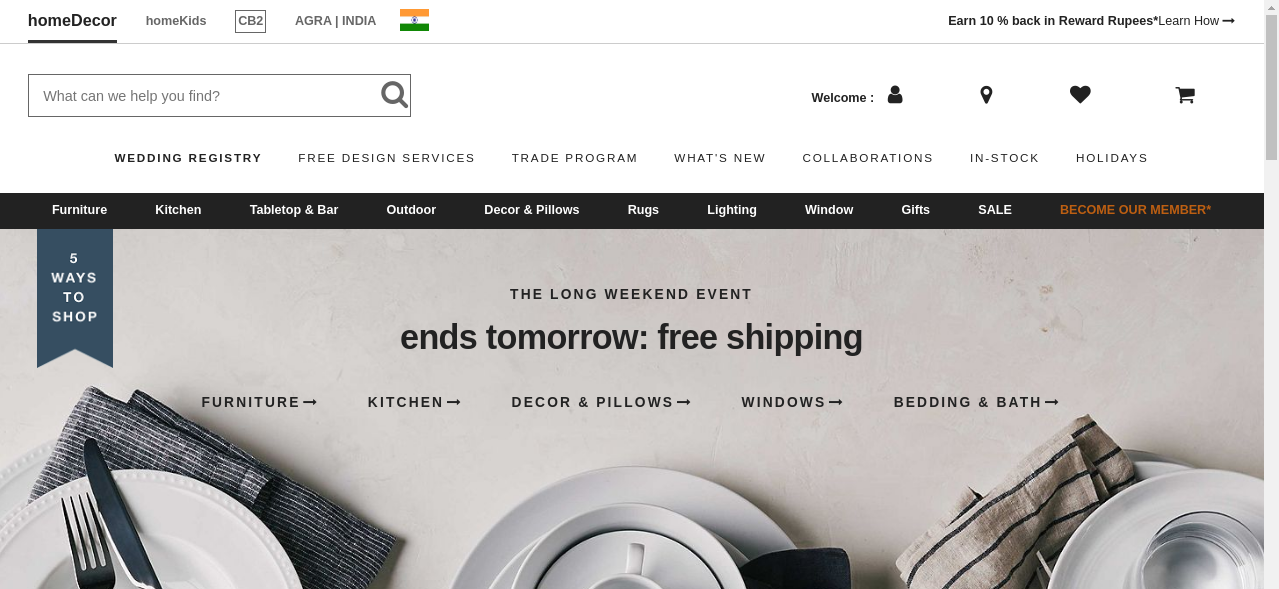 homeDecor homeKids CB2 AGRA | INDIA Earn 10 % back in Reward Rupees*Learn How
What can we help you find? Welcome :
WEDDING REGISTRY FREE DESIGN SERVICES TRADE PROGRAM WHAT'S NEW COLLABORATIONS IN-STOCK HOLIDAYS
Furniture Kitchen Tabletop & Bar Outdoor Decor & Pillows Rugs Lighting Window Gifts SALE BECOME OUR MEMBER*
5
WAYS
TO
SHOP
THE LONG WEEKEND EVENT
ends tomorrow: free shipping
FURNITURE KITCHEN DECOR & PILLOWS WINDOWS BEDDING & BATH